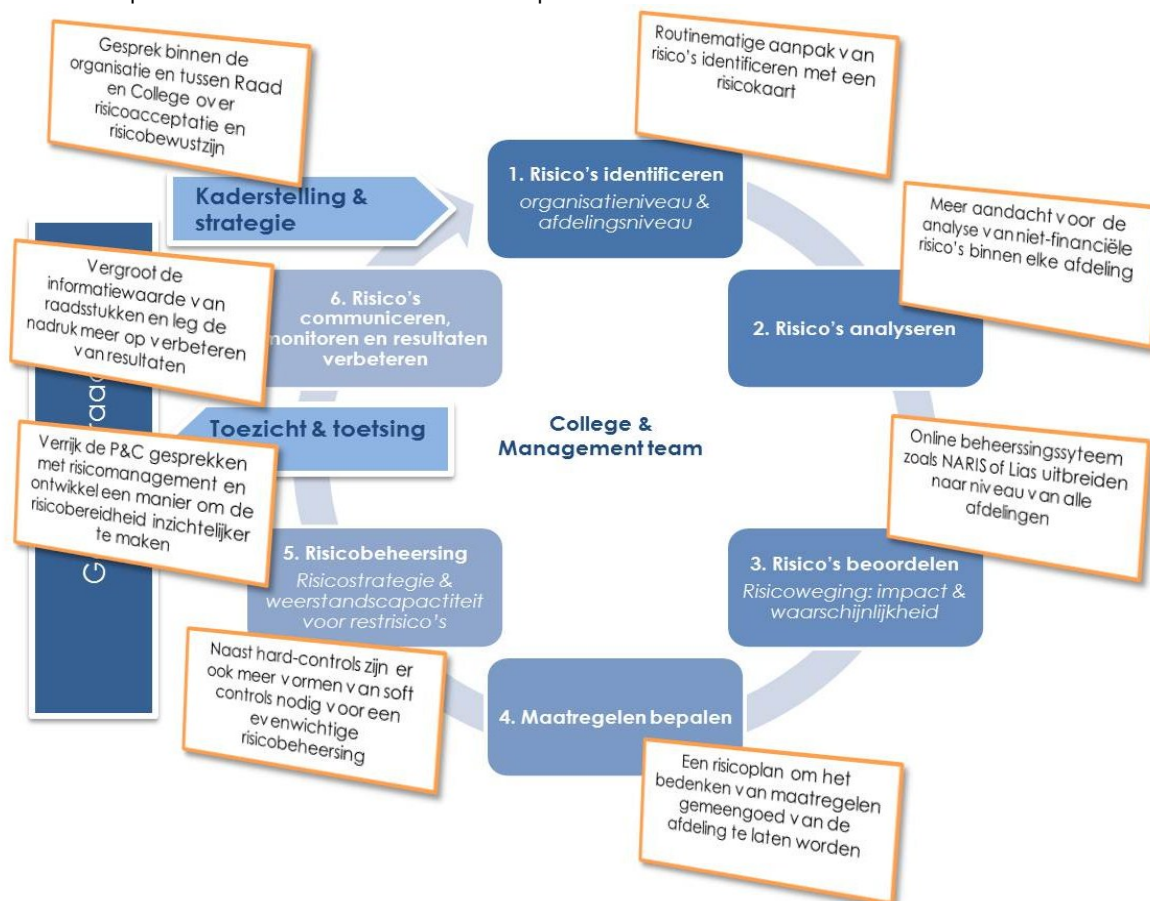 Gesprek binnen de
organisatie en tussen Raad
en College over
risicoacceptatie en
risicobewustzijn
Routinematige aanpak van
risico's identificeren met een
risicokaart
Kaderstelling &
strategie
1. Risico's identificeren
organisatieniveau &
afdelingsniveau
Meer aandacht voor de
analyse van niet-financiële
risico's binnen elke afdeling
Vergroot de
informatiewaarde van
raadsstukken en leg de
nadruk meer op verbeteren
van resultaten
6. Risico's
communiceren,
monitoren en resultaten
verbeteren
2. Risico's analyseren
Toezicht & toetsing
College &
Management team
Verrijk de P&C gesprekken
met risicomanagement en
ontwikkel een manier om de
risicobereidheid inzichtelijker
te maken
Online beheerssingssyteem
zoals NARIS of Lias uitbreiden
naar niveau van alle
afdelingen
5. Risicobeheersing
Risicostrategie &
weerstandscapactiteit
voor restrisico's
3. Risico's beoordelen
Risicoweging: impact &
waarschijnlijkheid
Naast hard-controls zijn er
ook meer vormen van soft
controls nodig voor een
evenwichtige
risicobeheersing
4. Maatregelen bepalen
Een risicoplan om het
bedenken van maatregelen
gemeengoed van de
afdeling te laten worden